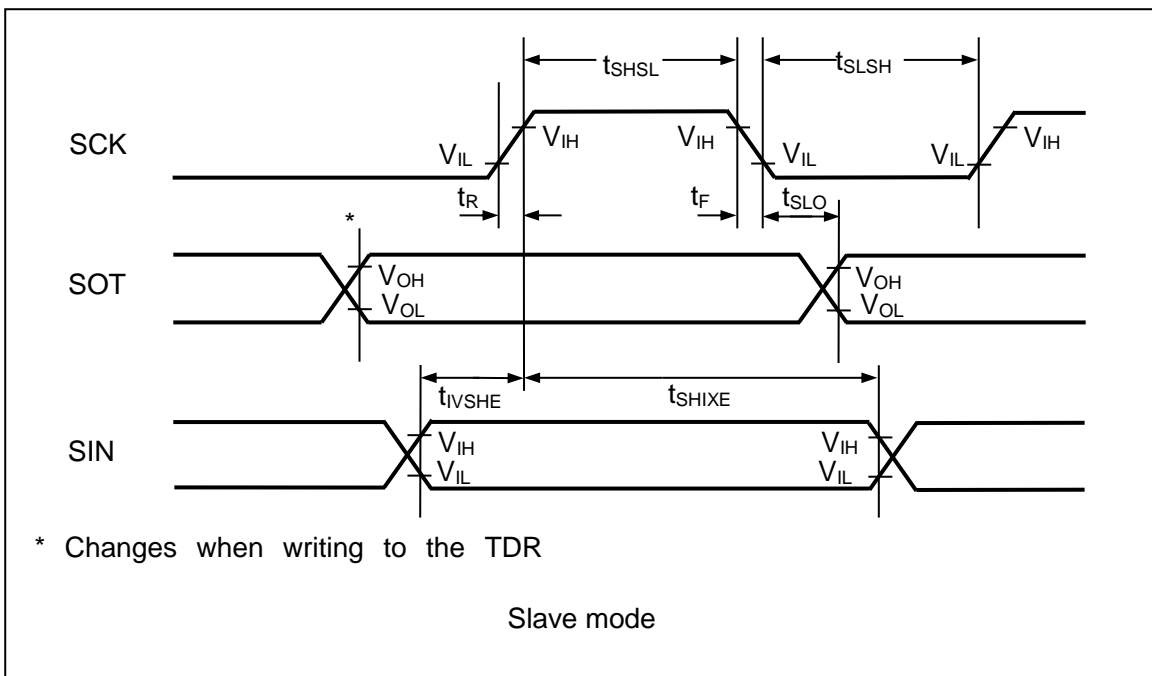 tSHSL tSLSH
SCK VIL VIH VIH VIL VIL VIH
tR tF tSLO
*
SOT VOH VOH
VOL VOL
tIVSHE tSHIXE
SIN VIH VIH
VIL VIL
* Changes when writing to the TDR
Slave mode